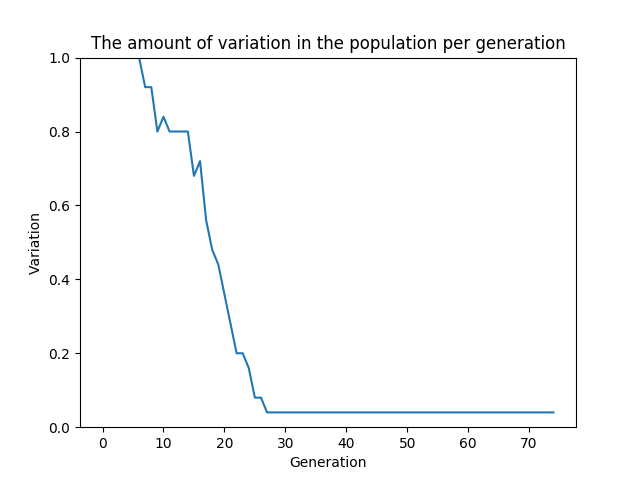 The amount of variation in the population per generation
1.0
0.8
0.6
0.4
0.2
0.0
Variation
0 10 20 30 40 50 60 70
Generation